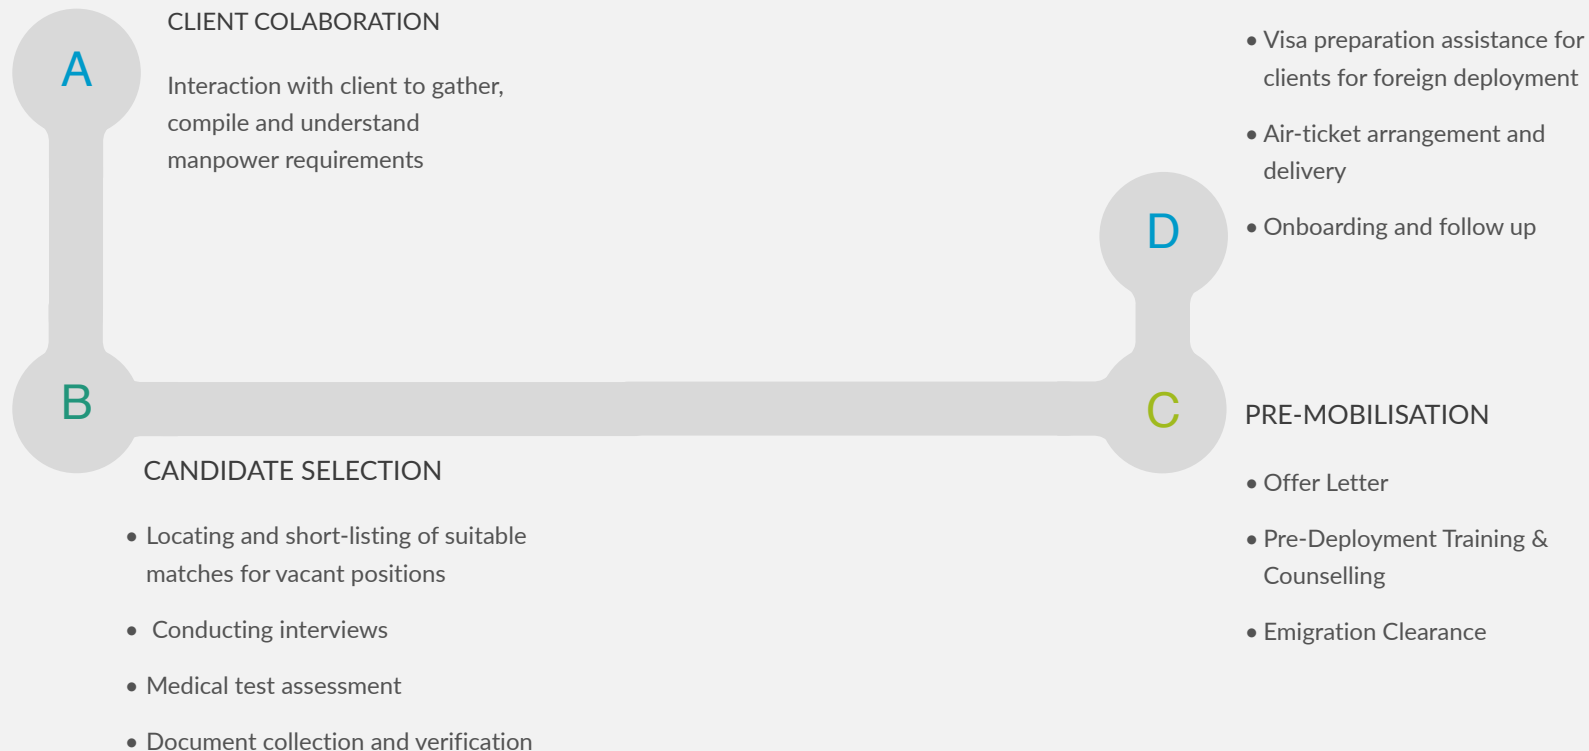 A
CLIENT COLABORATION
Interaction with client to gather,
compile and understand
manpower requirements
B
CANDIDATE SELECTION
• Locating and short-listing of suitable
matches for vacant positions
• Conducting interviews
• Medical test assessment
• Document collection and verification
C
PRE-MOBILISATION
• Offer Letter
• Pre-Deployment Training &
Counselling
• Emigration Clearance
D
• Visa preparation assistance for
clients for foreign deployment
• Air-ticket arrangement and
delivery
• Onboarding and follow up